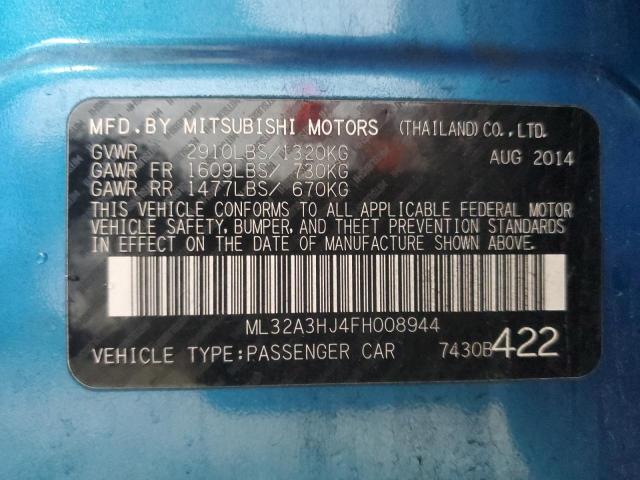 MFD. BY MITSUBISHI MOTORS (THAILAND) CO., LTD.
GVWR 2910LBS/1320KG AUG 2014
GAWR FR 1609LBS/ 730KG
GAWR RR 1477LBS/ 670KG
THIS VEHICLE CONFORMS TO ALL APPLICABLE FEDERAL MOTOR
VEHICLE SAFETY, BUMPER, AND THEFT PREVENTION STANDARDS
IN EFFECT ON THE DATE OF MANUFACTURE SHOWN ABOVE.
ML32A3HJ4FH008944
VEHICLE TYPE:PASSENGER CAR 7430B422